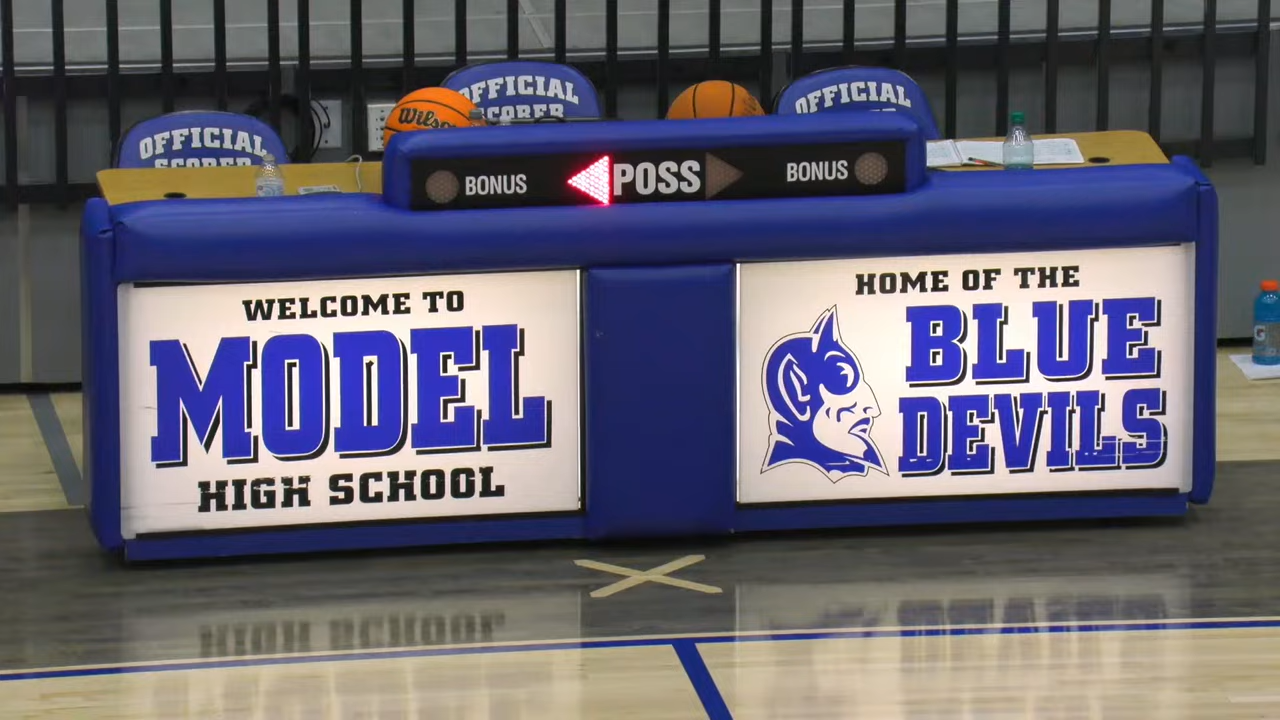 OFFICIAL
SCORER
OFFICIAL
SCORER
OFFICIAL
Wilson
BONUS
POSS
BONUS
WELCOME TO
MODEL
HIGH SCHOOL
HOME OF THE
BLUE
DEVILS
G